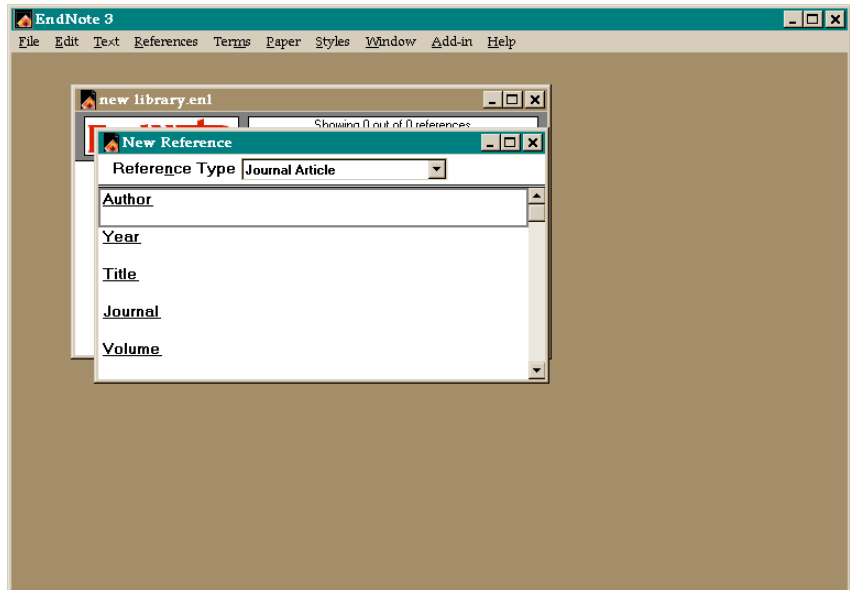 EndNote 3
File Edit Text References Terms Paper Styles Window Add-in Help
new library.enl
Showing 0 out of 0 references
New Reference
Reference Type Journal Article
Author
Year
Title
Journal
Volume